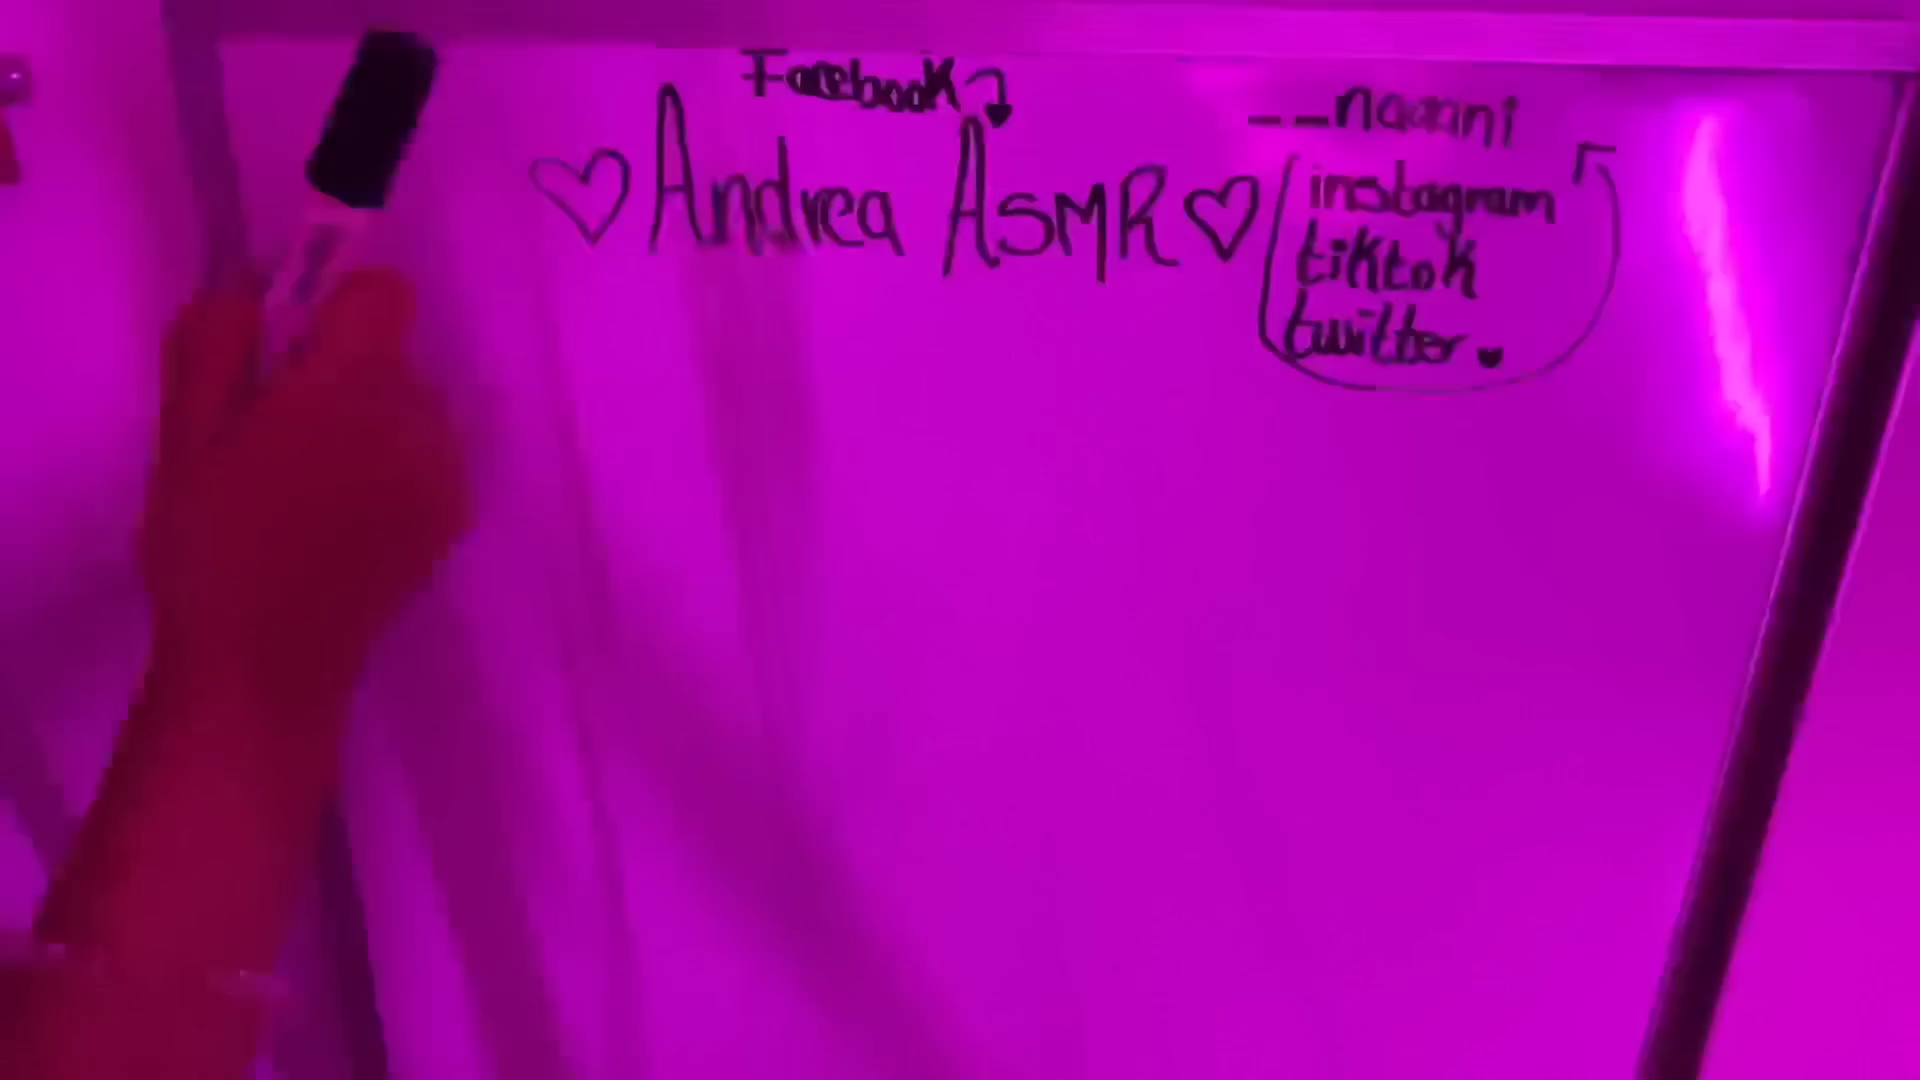 Facebook
♡ Andrea ASMR ♡
__naaani
instagram
tiktok
twitter